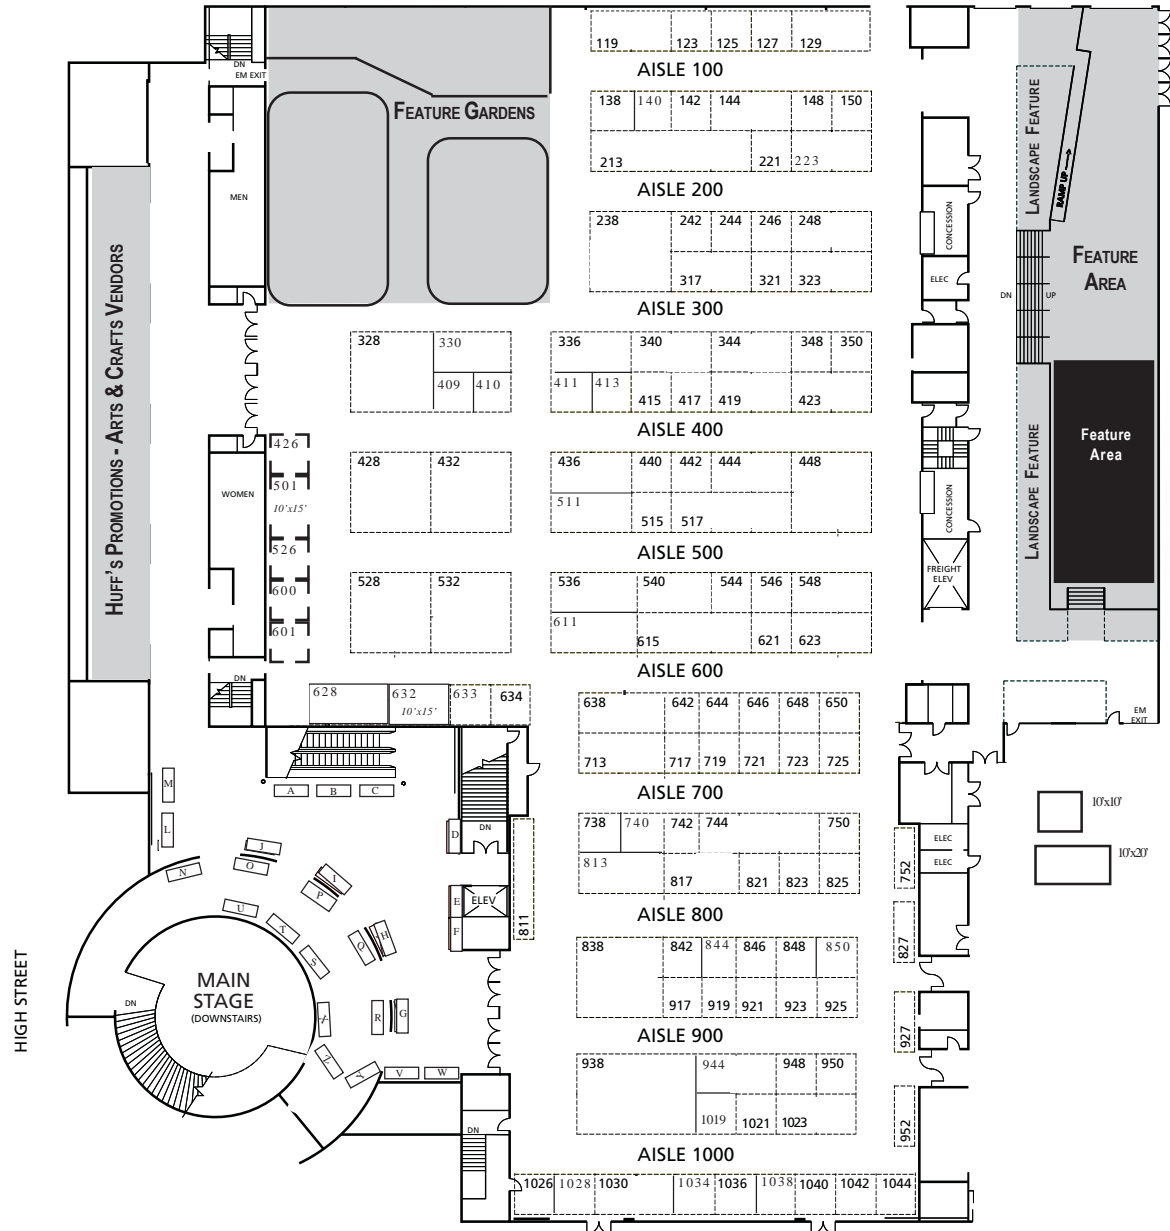 119 123 125 127 129
DN
EM EXIT
AISLE 100
138 140 142 144 148 150
FEATURE GARDENS
213 221 223
MEN
AISLE 200
238 242 244 246 248
317 321 323
AISLE 300
328 330 336 340 344 348 350
409 410 411 413
415 417 419 423
AISLE 400
426
428 432 436 440 442 444 448
501
10'x15'
511
515 517
WOMEN
AISLE 500
526
528 532 536 540 544 546 548
600
611
601
615 621 623
AISLE 600
DN
628 632 633 634
10'x15'
638 642 644 646 648 650
713 717 719 721 723 725
AISLE 700
738 740 742 744 750
813
817 821 823 825
811
752
AISLE 800
838 842 844 846 848 850
827
917 919 921 923 925
AISLE 900
927
938 944 948 950
1019 1021 1023
952
AISLE 1000
1026 1028 1030 1034 1036 1038 1040 1042 1044
HUFF'S PROMOTIONS - ARTS & CRAFTS VENDORS
HIGH STREET
MAIN
STAGE
(DOWNSTAIRS)
DN
A B C
M
L
N
J
O
I
P
U
T
S
Q
H
X
R
G
Z
Y
V
W
D
DN
E
ELEV
F
DN
CONCESSION
ELEC
CONCESSION
FREIGHT
ELEV
ELEC
ELEC
LANDSCAPE FEATURE
RAMP UP
FEATURE
AREA
DN UP
Feature
Area
LANDSCAPE FEATURE
EM
EXIT
10'x10'
10'x20'